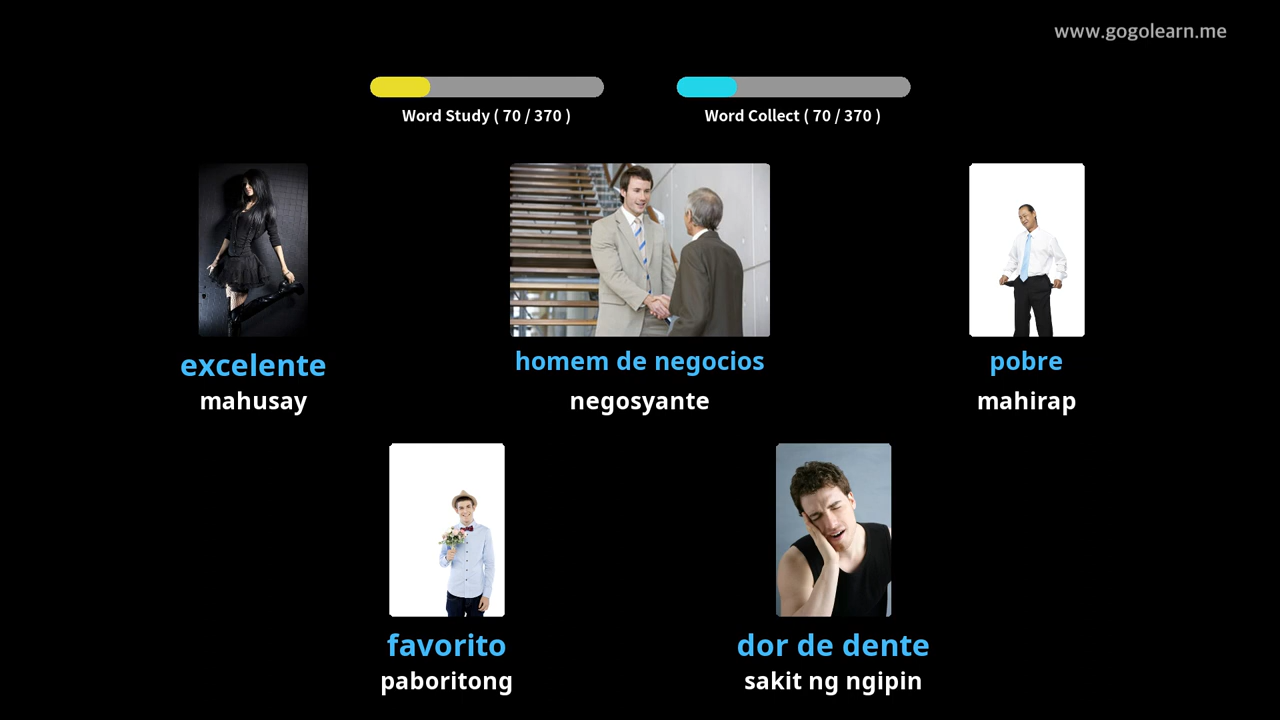 www.gogolearn.me
Word Study ( 70 / 370 )
Word Collect ( 70 / 370 )
excelente
mahusay
homem de negocios
negosyante
pobre
mahirap
favorito
paboritong
dor de dente
sakit ng ngipin